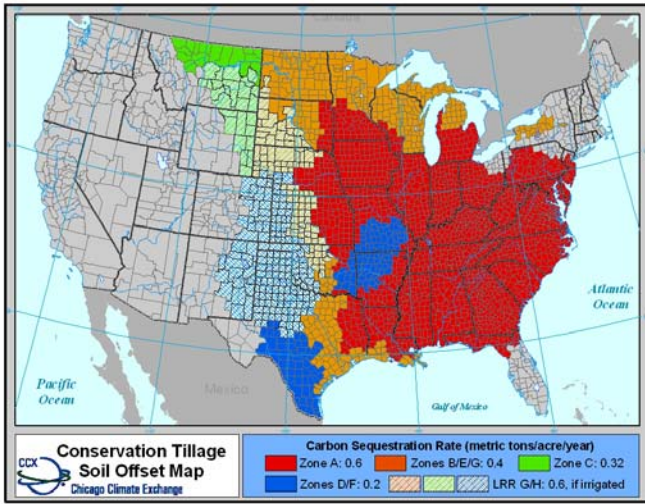 Canada
Atlantic
Ocean
Pacific
Ocean
Mexico
Gulf of Mexico
CCX
Conservation Tillage
Soil Offset Map
Chicago Climate Exchange
Carbon Sequestration Rate (metric tons/acre/year)
Zone A: 0.6 Zones B/E/G: 0.4 Zone C: 0.32
Zones D/F: 0.2 LRR G/H: 0.6, if irrigated